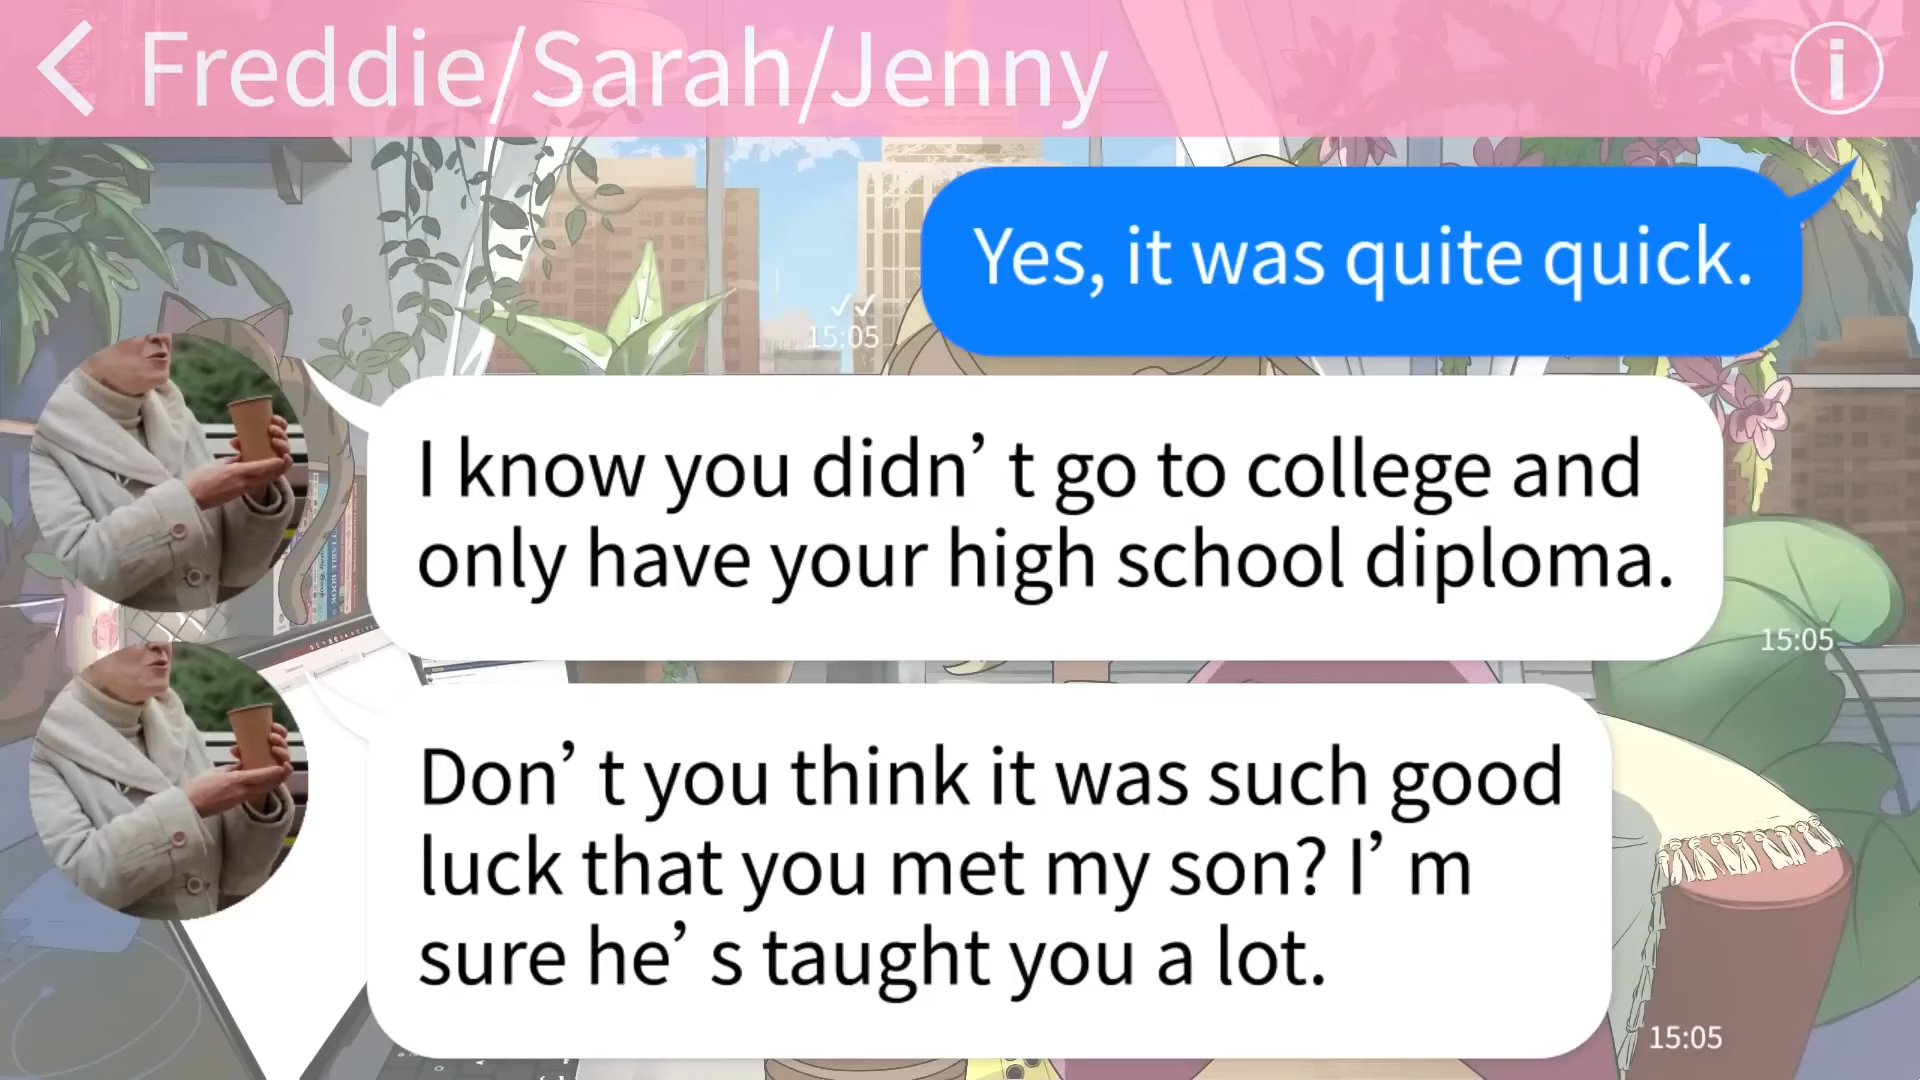 Freddie/Sarah/Jenny
Yes, it was quite quick.
15:05
I know you didn’t go to college and
only have your high school diploma.
15:05
Don’t you think it was such good
luck that you met my son? I’m
sure he’s taught you a lot.
15:05